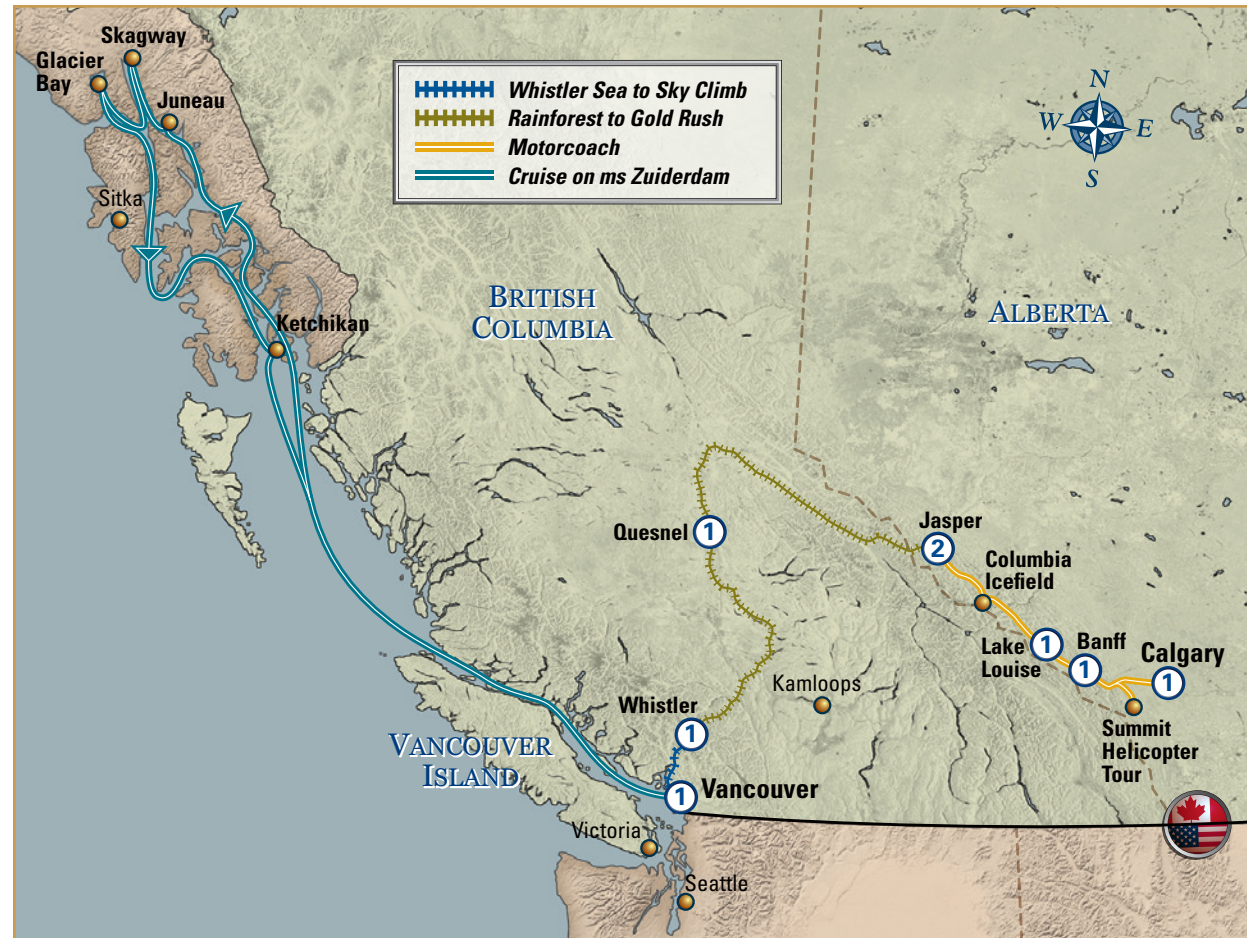 Skagway
Glacier
Bay
Juneau
Sitka
Ketchikan
Whistler Sea to Sky Climb
Rainforest to Gold Rush
Motorcoach
Cruise on ms Zuiderdam
N
W
E
S
BRITISH
COLUMBIA
ALBERTA
Quesnel
1
Jasper
2
Columbia
Icefield
Lake
Louise
1
Banff
1
Calgary
1
Summit
Helicopter
Tour
Kamloops
Whistler
1
VANCOUVER
ISLAND
Vancouver
1
Victoria
Seattle